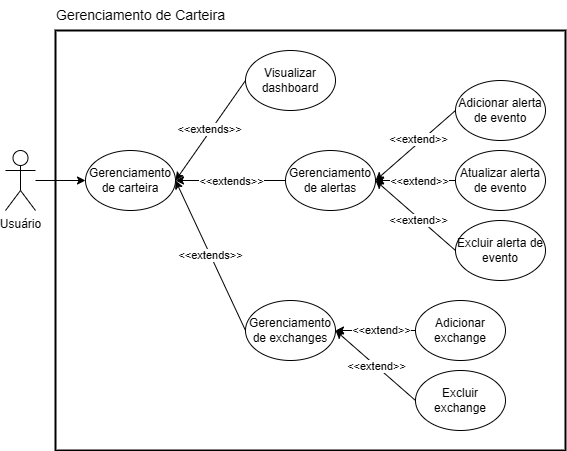 Gerenciamento de Carteira
Visualizar
dashboard
<<extends>>
Adicionar alerta
de evento
<<extend>>
Gerenciamento
de carteira
<<extends>>
Gerenciamento
de alertas
<<extend>>
Atualizar alerta
de evento
Usuário
<<extend>>
Excluir alerta de
evento
<<extends>>
Gerenciamento
de exchanges
<<extend>>
Adicionar
exchange
<<extend>>
Excluir
exchange